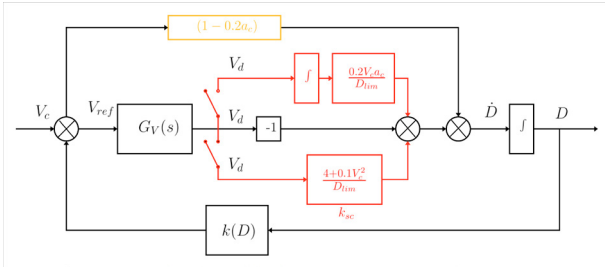 (1 − 0.2a_c)
V_d
∫
0.2V_c a_c / D_lim
V_c
V_ref
G_V(s)
V_d
-1
Ḋ
∫
D
V_d
4+0.1V_c^2 / D_lim
k_sc
k(D)